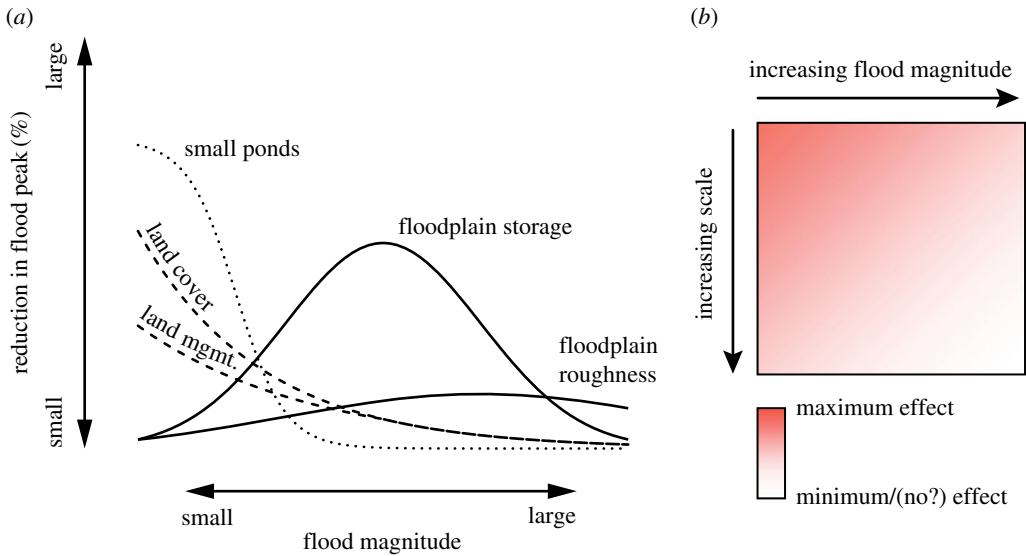 (a)
large
reduction in flood peak (%)
small
small ponds
land cover
land mgmt.
floodplain storage
floodplain
roughness
small
large
flood magnitude
(b)
increasing flood magnitude
increasing scale
maximum effect
minimum/(no?) effect